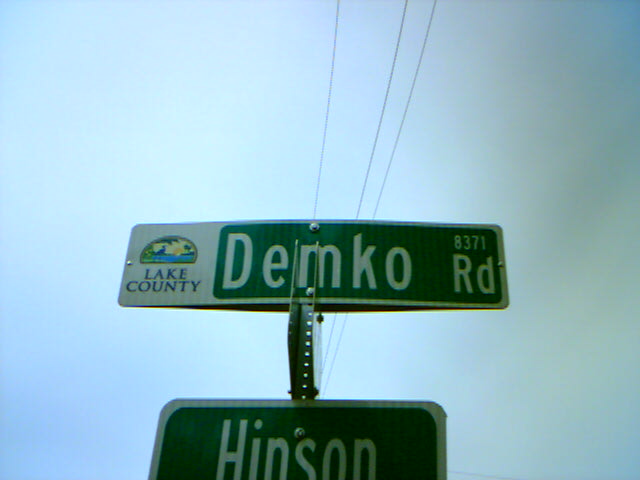 LAKE
COUNTY
Demko
8371
Rd
Hinson